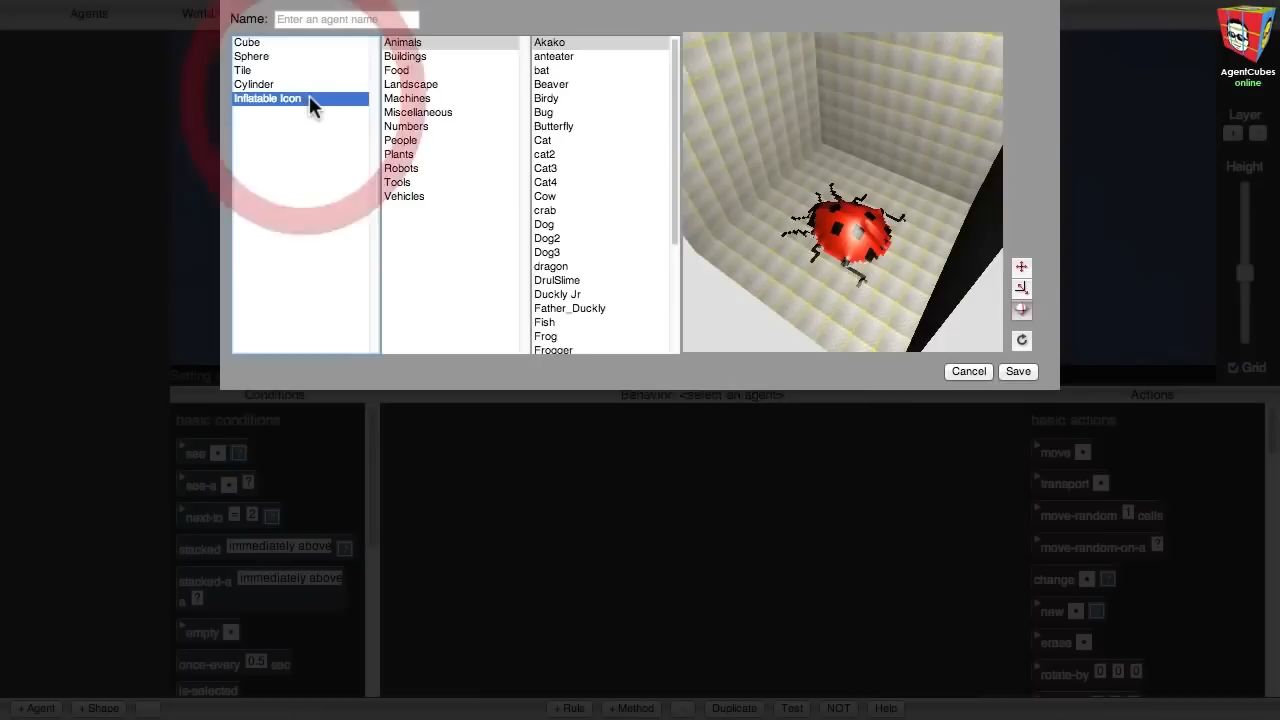 Agents
World
Name: Enter an agent name
Cube
Sphere
Tile
Cylinder
Inflatable Icon
Animals
Buildings
Food
Landscape
Machines
Miscellaneous
Numbers
People
Plants
Robots
Tools
Vehicles
Akako
anteater
bat
Beaver
Birdy
Bug
Butterfly
Cat
cat2
Cat3
Cat4
Cow
crab
Dog
Dog2
Dog3
dragon
DrulSlime
Duckly Jr
Father_Duckly
Fish
Frog
Frogger
Cancel
Save
AgentCubes
online
Layer
+ -
Height
Grid
Conditions
Behavior: <select an agent>
Actions
basic conditions
see
see-a ?
next-to = 2
stacked immediately above
stacked-a immediately above
a ?
empty
once-every 0.5 sec
is-selected
basic actions
move
transport
move-random 1 cells
move-random-on-a ?
change
new
erase
rotate-by 0 0 0
+ Agent
+ Shape
+ Rule
+ Method
Duplicate
Test
NOT
Help